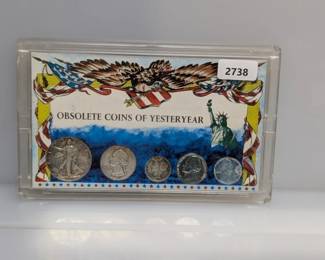 2738
OBSOLETE COINS OF YESTERYEAR